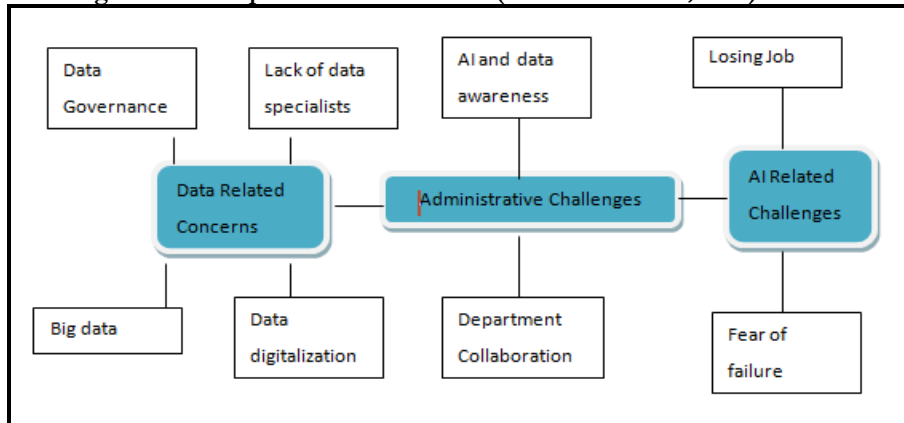 Data
Governance
Lack of data
specialists
AI and data
awareness
Losing Job
Data Related
Concerns
Administrative Challenges
AI Related
Challenges
Big data
Data
digitalization
Department
Collaboration
Fear of
failure